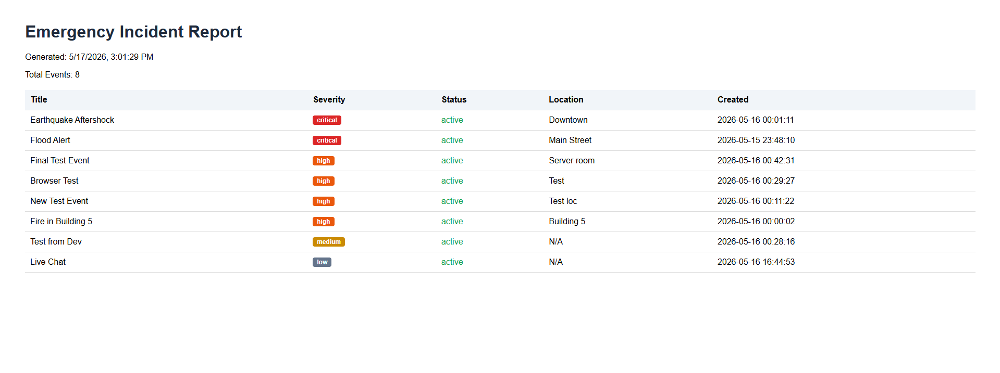 Emergency Incident Report
Generated: 5/17/2026, 3:01:29 PM
Total Events: 8
Title Severity Status Location Created
Earthquake Aftershock critical active Downtown 2026-05-16 00:01:11
Flood Alert critical active Main Street 2026-05-15 23:48:10
Final Test Event high active Server room 2026-05-16 00:42:31
Browser Test high active Test 2026-05-16 00:29:27
New Test Event high active Test loc 2026-05-16 00:11:22
Fire in Building 5 high active Building 5 2026-05-16 00:00:02
Test from Dev medium active N/A 2026-05-16 00:28:16
Live Chat low active N/A 2026-05-16 16:44:53